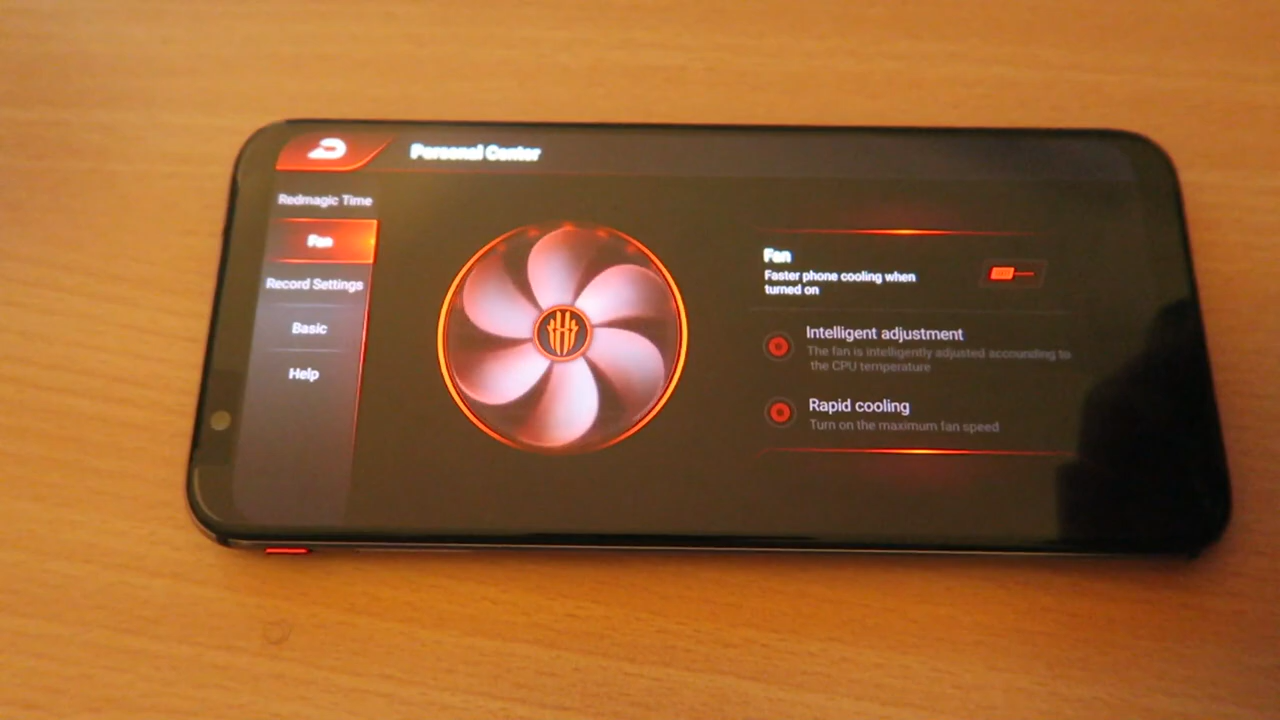 Personal Center
Redmagic Time
Fan
Record Settings
Basic
Help
Fan
Faster phone cooling when
turned on
Intelligent adjustment
The fan is intelligently adjusted accounding to
the CPU temperature
Rapid cooling
Turn on the maximum fan speed